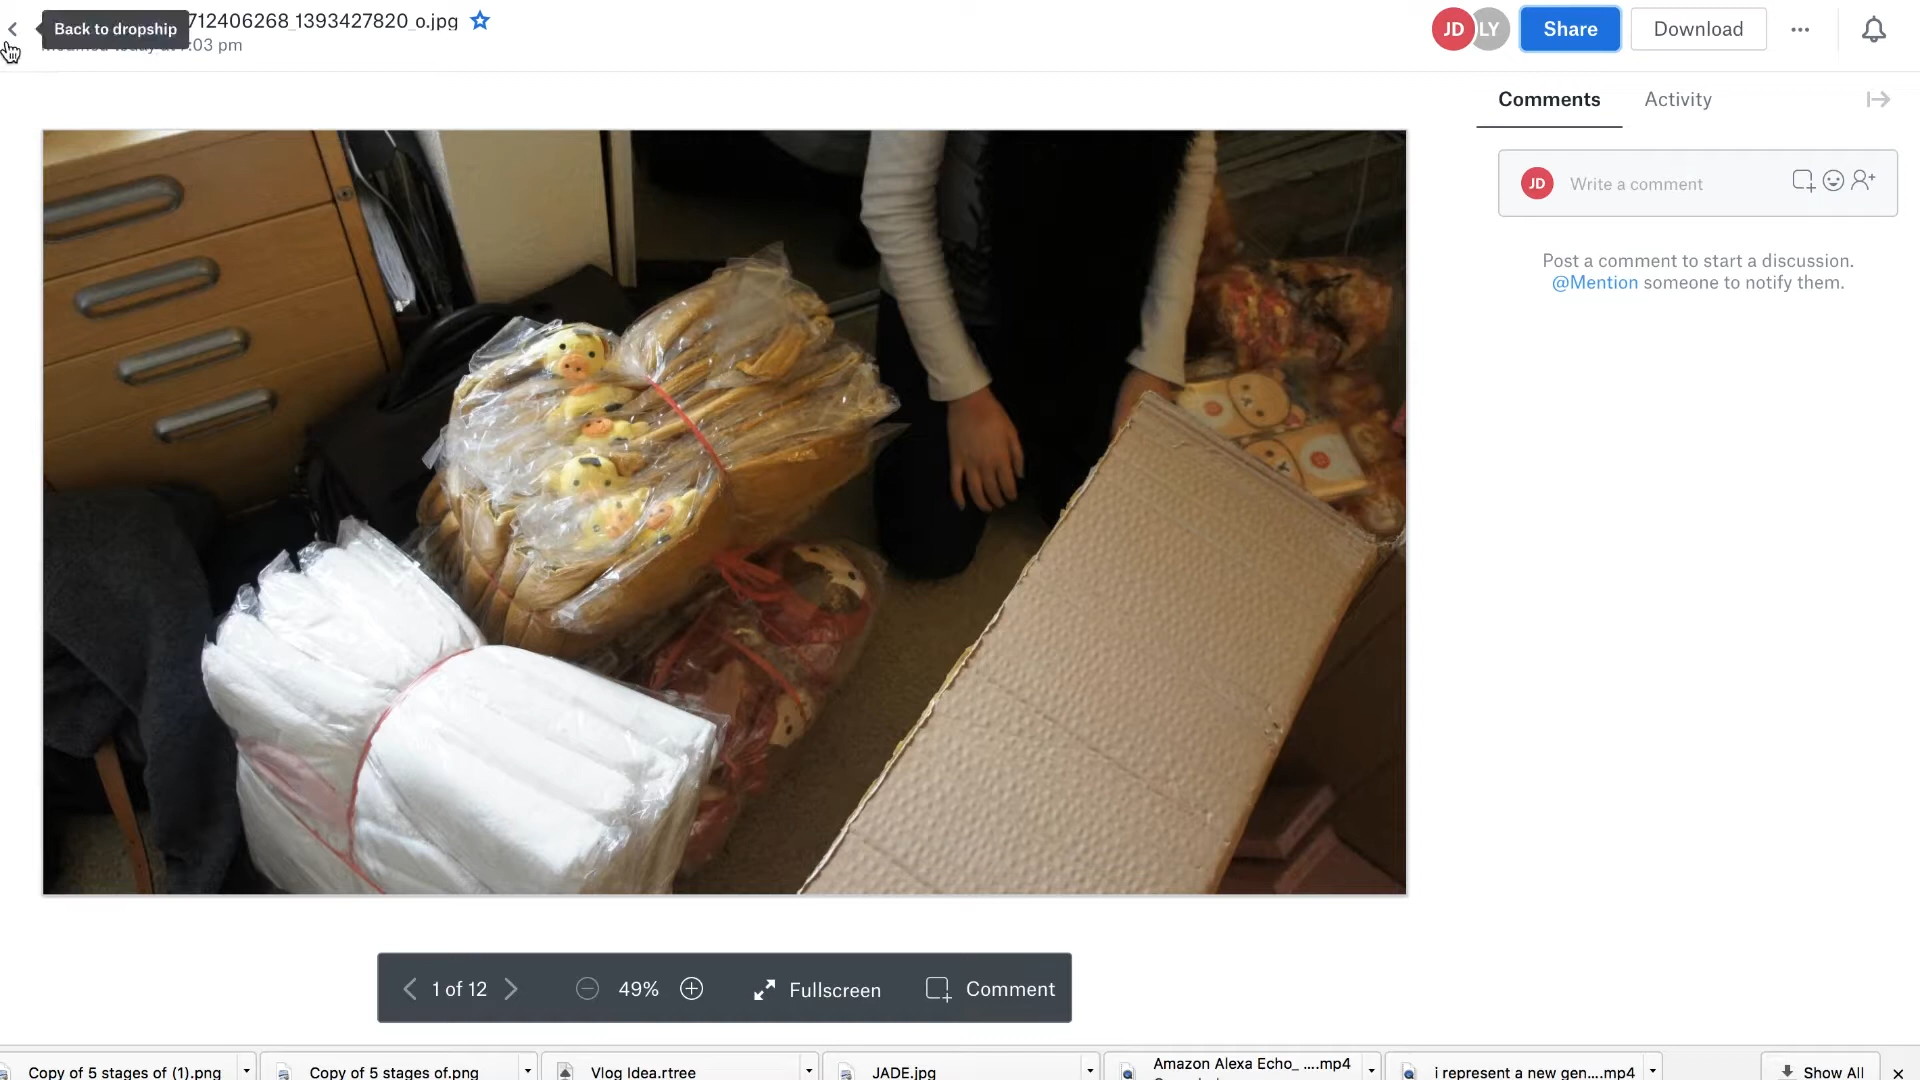 Back to dropship
712406268_1393427820_o.jpg
:03 pm
JD
LY
Share
Download
Comments
Activity
JD
Write a comment
Post a comment to start a discussion.
@Mention someone to notify them.
1 of 12
49%
Fullscreen
Comment
Copy of 5 stages of (1).png
Copy of 5 stages of.png
Vlog Idea.rtree
JADE.jpg
Amazon Alexa Echo_ ....mp4
i represent a new gen....mp4
Show All